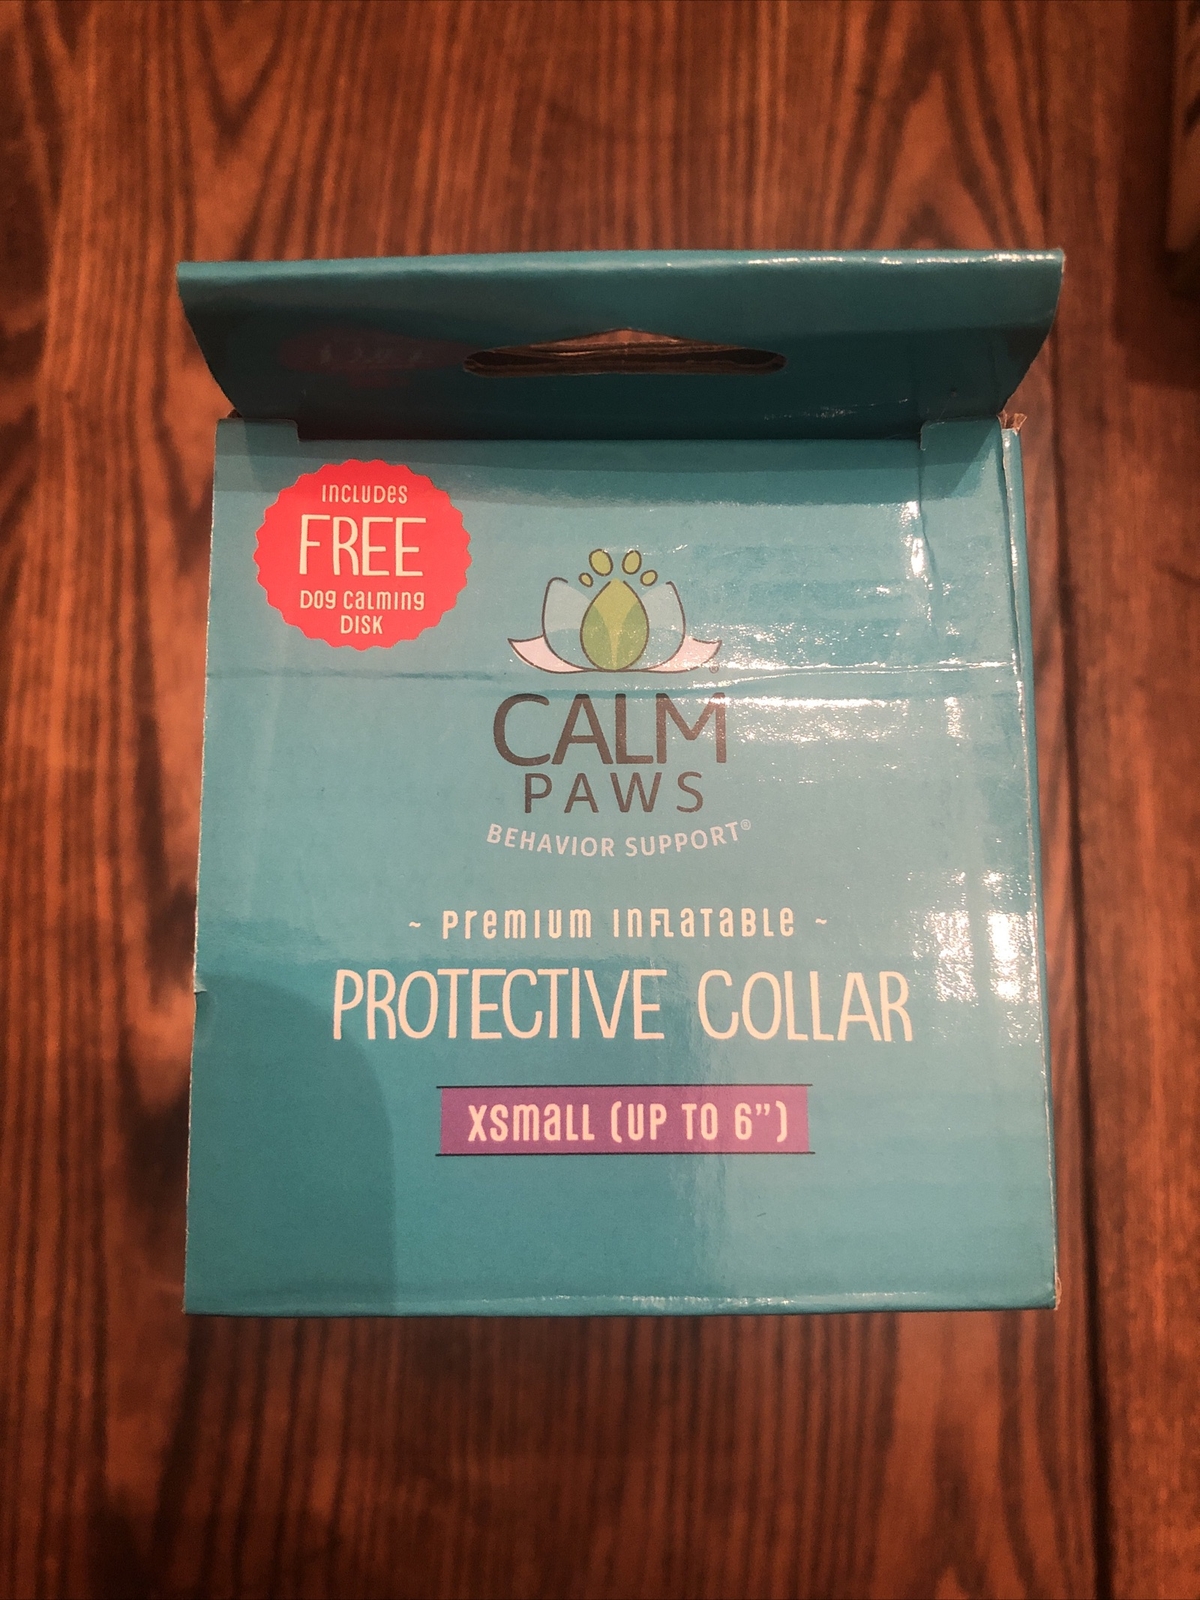 INCLUDES
FREE
DOG CALMING
DISK
®
CALM
PAWS
BEHAVIOR SUPPORT®
~ PREMIUM INFLATABLE ~
PROTECTIVE COLLAR
XSMALL (UP TO 6”)